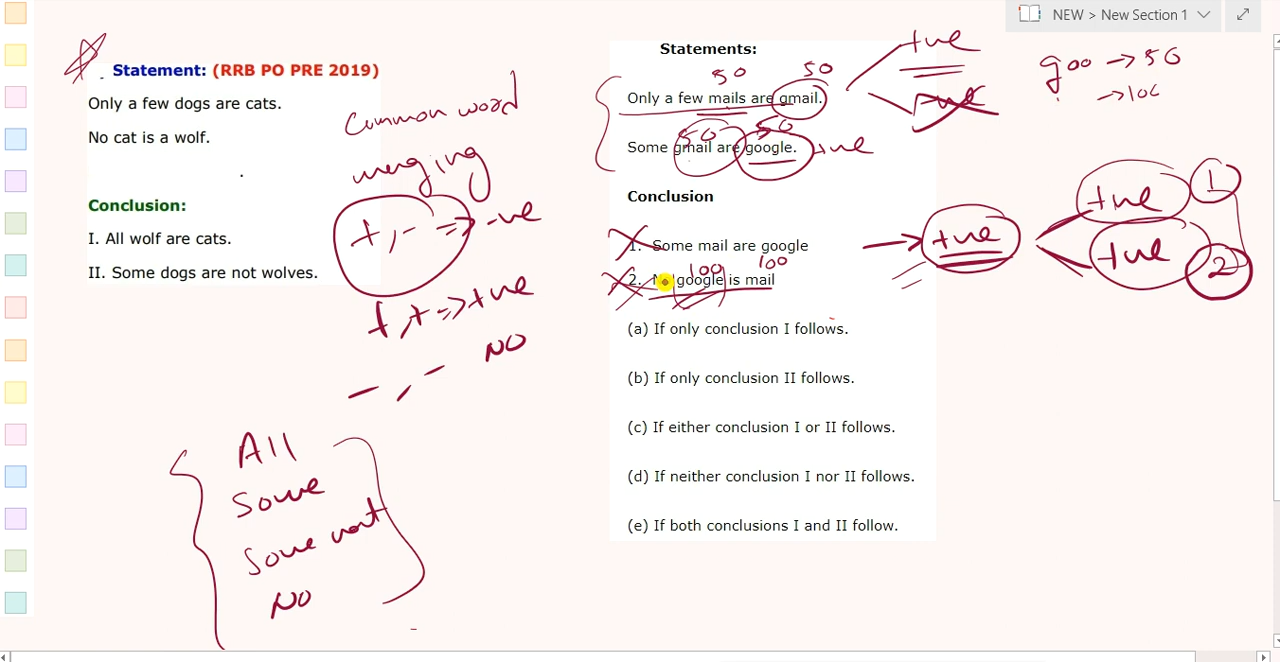 NEW > New Section 1
. Statement: (RRB PO PRE 2019)
Only a few dogs are cats.
No cat is a wolf.
Conclusion:
I. All wolf are cats.
II. Some dogs are not wolves.
Common word
merging
+, - => -ve
+, + => +ve
-, - NO
All
Some
Some not
NO
Statements:
50 50
Only a few mails are gmail.
50 50
Some gmail are google. +ve
Conclusion
1. Some mail are google
100 100
2. No google is mail
(a) If only conclusion I follows.
(b) If only conclusion II follows.
(c) If either conclusion I or II follows.
(d) If neither conclusion I nor II follows.
(e) If both conclusions I and II follow.
+ve
goo → 50
→ 100
+ve
+ve 1
+ve 2